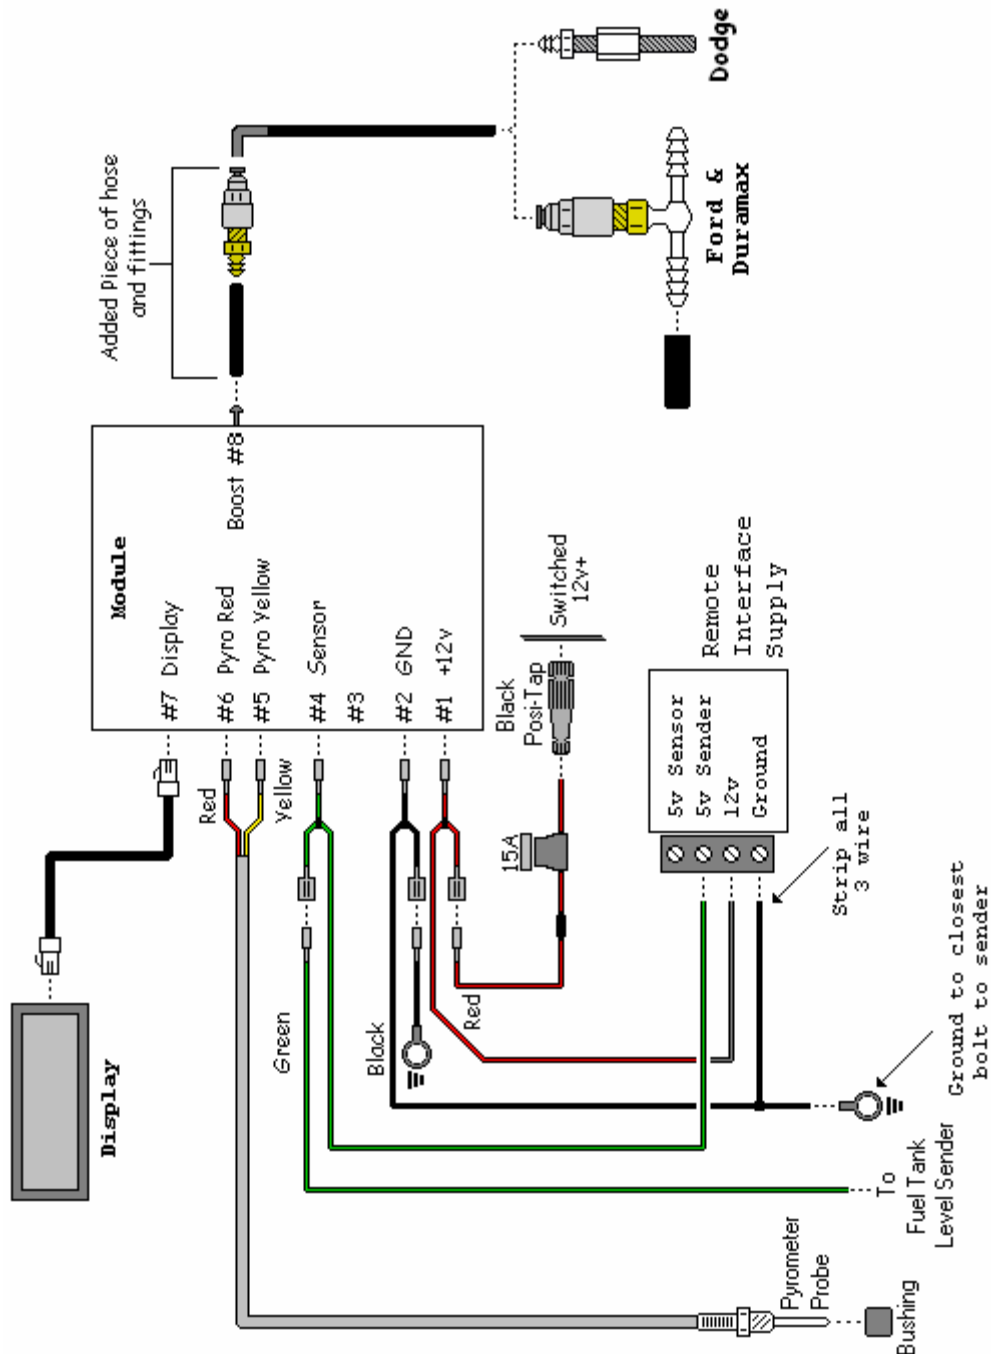 Added Piece of hose
and fittings
Dodge
Ford &
Duramax
Module
Boost #8
#7 Display
#6 Pyro Red
#5 Pyro Yellow
#4 Sensor
#3
#2 GND
#1 +12v
Red
Yellow
Black
Posi-Tap
Switched
12v+
15A
Remote
Interface
Supply
5v Sensor
5v Sender
12v
Ground
Strip all
3 wire
Display
Green
Black
Red
Ground to closest
bolt to sender
To
Fuel Tank
Level Sender
Pyrometer
Probe
Bushing